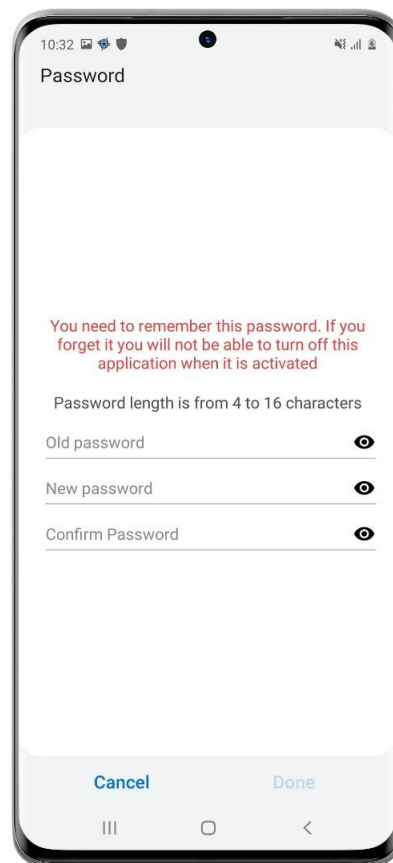 10:32
Password
You need to remember this password. If you
forget it you will not be able to turn off this
application when it is activated
Password length is from 4 to 16 characters
Old password
New password
Confirm Password
Cancel
Done